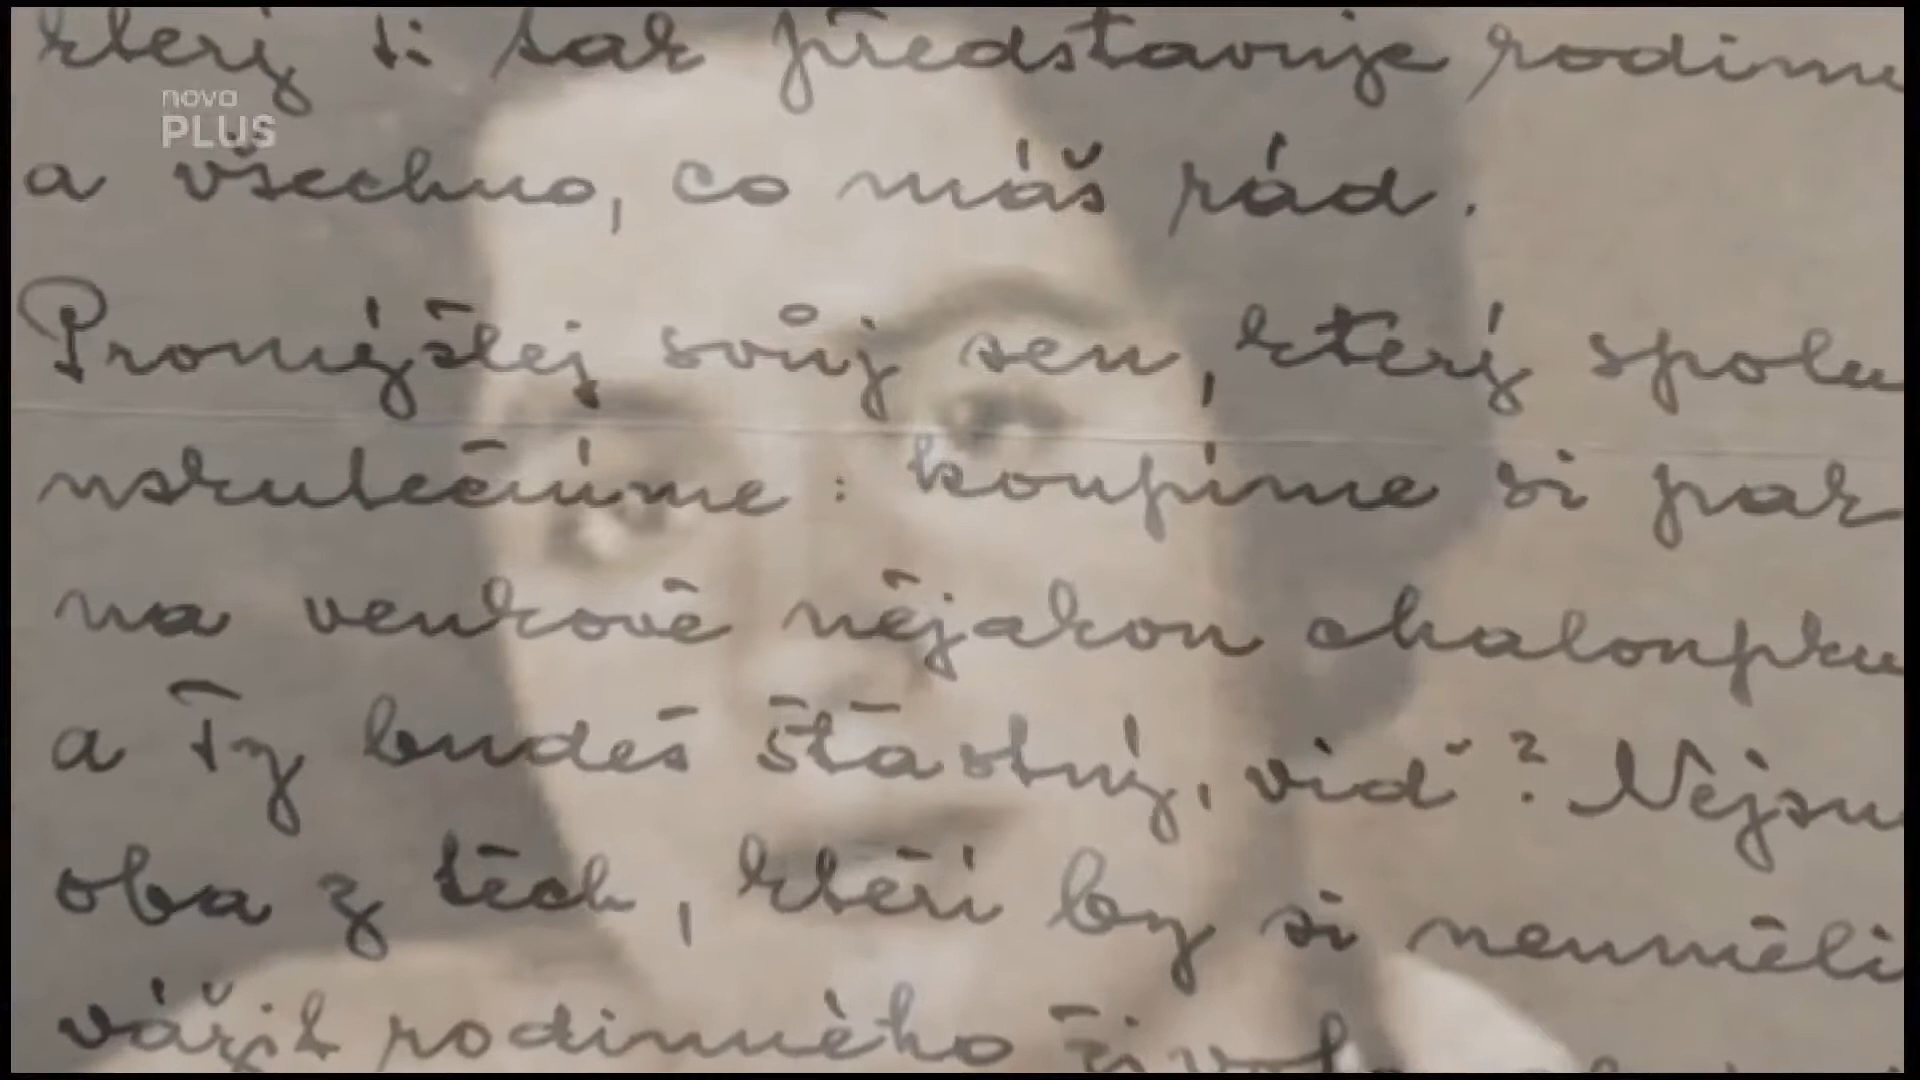 který ti tak představuje rodinu
nova
PLUS
a všechno, co máš rád.
Promýšlej svůj sen, který spolu
uskutečníme: koupíme si pak
na venkově nějakou chaloupku
a Ty budeš šťastný, viď? Nejsme
oba z těch, kteří by si neuměli
vážit rodinného